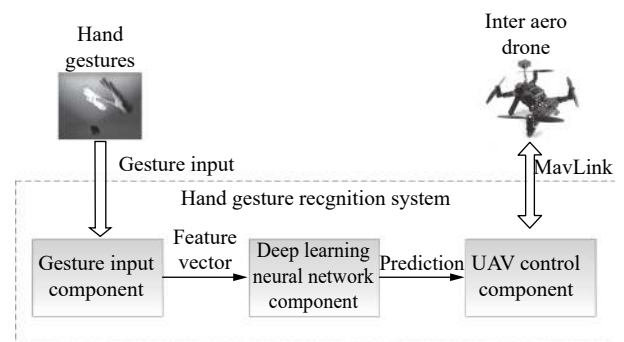 Hand
gestures
Inter aero
drone
Gesture input
MavLink
Hand gesture recgnition system
Gesture input
component
Feature
vector
Deep learning
neural network
component
Prediction
UAV control
component